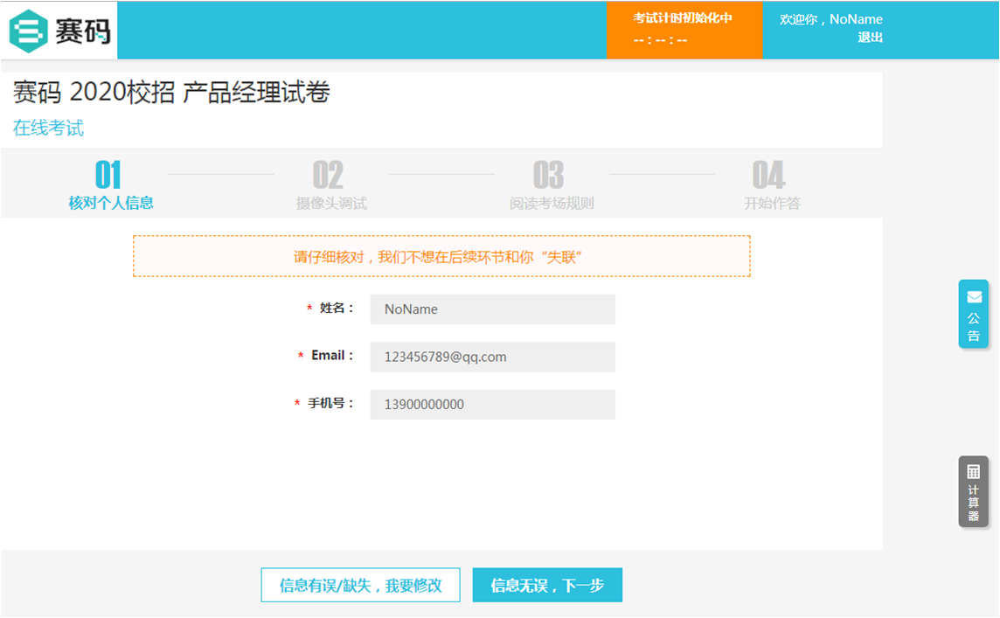 赛码
考试计时初始化中
-- : -- : --
欢迎你，NoName
退出
赛码 2020校招 产品经理试卷
在线考试
01
核对个人信息
02
摄像头调试
03
阅读考场规则
04
开始作答
请仔细核对，我们不想在后续环节和你“失联”
* 姓名： NoName
* Email： 123456789@qq.com
* 手机号： 13900000000
公告
计算器
信息有误/缺失，我要修改
信息无误，下一步